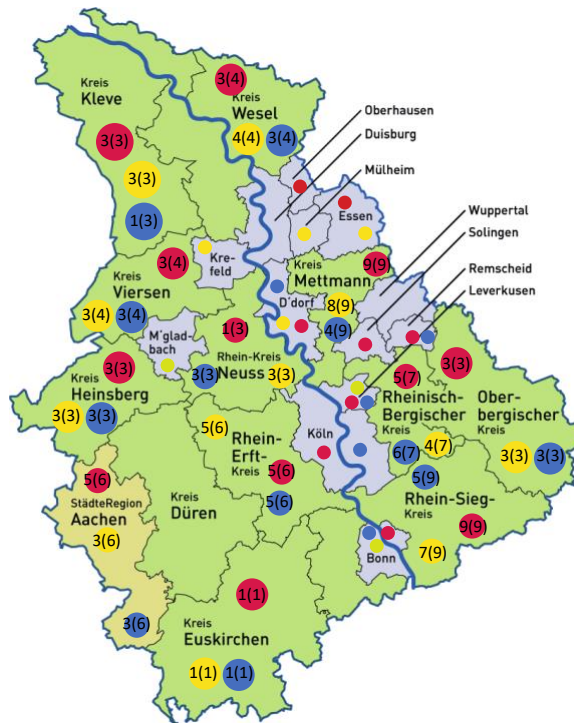 3(4)
Kreis
Kleve
Kreis
Wesel
Oberhausen
4(4)
3(4)
Duisburg
3(3)
Mülheim
3(3)
Essen
Wuppertal
1(3)
Solingen
Kre-
feld
3(4)
Kreis
Mettmann
9(9)
Remscheid
Leverkusen
Kreis
Viersen
D'dorf
8(9)
3(4)
3(4)
M'glad-
bach
1(3)
4(9)
Rhein-Kreis
Neuss
3(3)
3(3)
3(3)
Kreis
Heinsberg
3(3)
3(3)
5(7)
3(3)
Rheinisch-
Bergischer
Kreis
Ober-
bergischer
Kreis
5(6)
Rhein-
Erft-
Kreis
5(6)
Köln
4(7)
6(7)
3(3)
3(3)
5(6)
5(9)
5(6)
StädteRegion
Aachen
3(6)
Kreis
Düren
Rhein-Sieg-
Kreis
9(9)
7(9)
Bonn
1(1)
3(6)
Kreis
Euskirchen
1(1)
1(1)